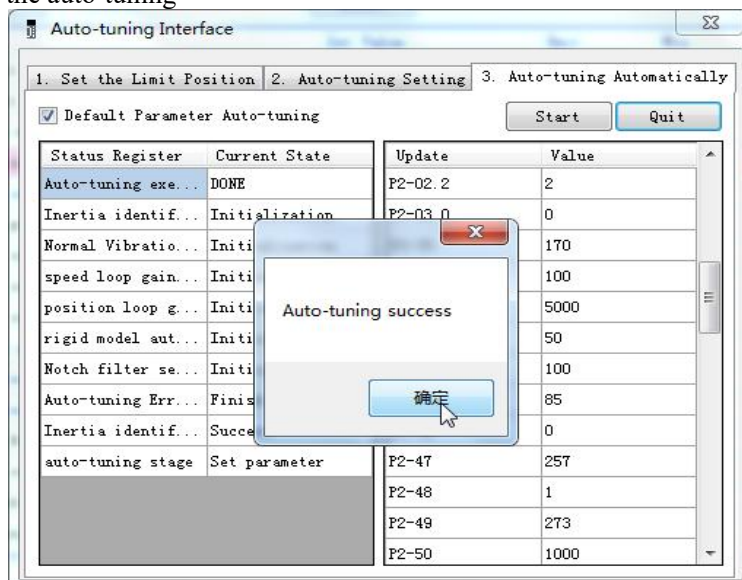 the auto-tuning
Auto-tuning Interface
1. Set the Limit Position 2. Auto-tuning Setting 3. Auto-tuning Automatically
Default Parameter Auto-tuning Start Quit
Status Register Current State Update Value
Auto-tuning exe... DONE P2-02.2 2
Inertia identif... Initialization P2-03.0 0
Normal Vibratio... Initi 170
speed loop gain... Initi 100
position loop g... Initi 5000
rigid model aut... Initi 50
Notch filter se... Initi 100
Auto-tuning Err... Finis 85
Inertia identif... Succe 0
auto-tuning stage Set parameter P2-47 257
P2-48 1
P2-49 273
P2-50 1000
Auto-tuning success
确定